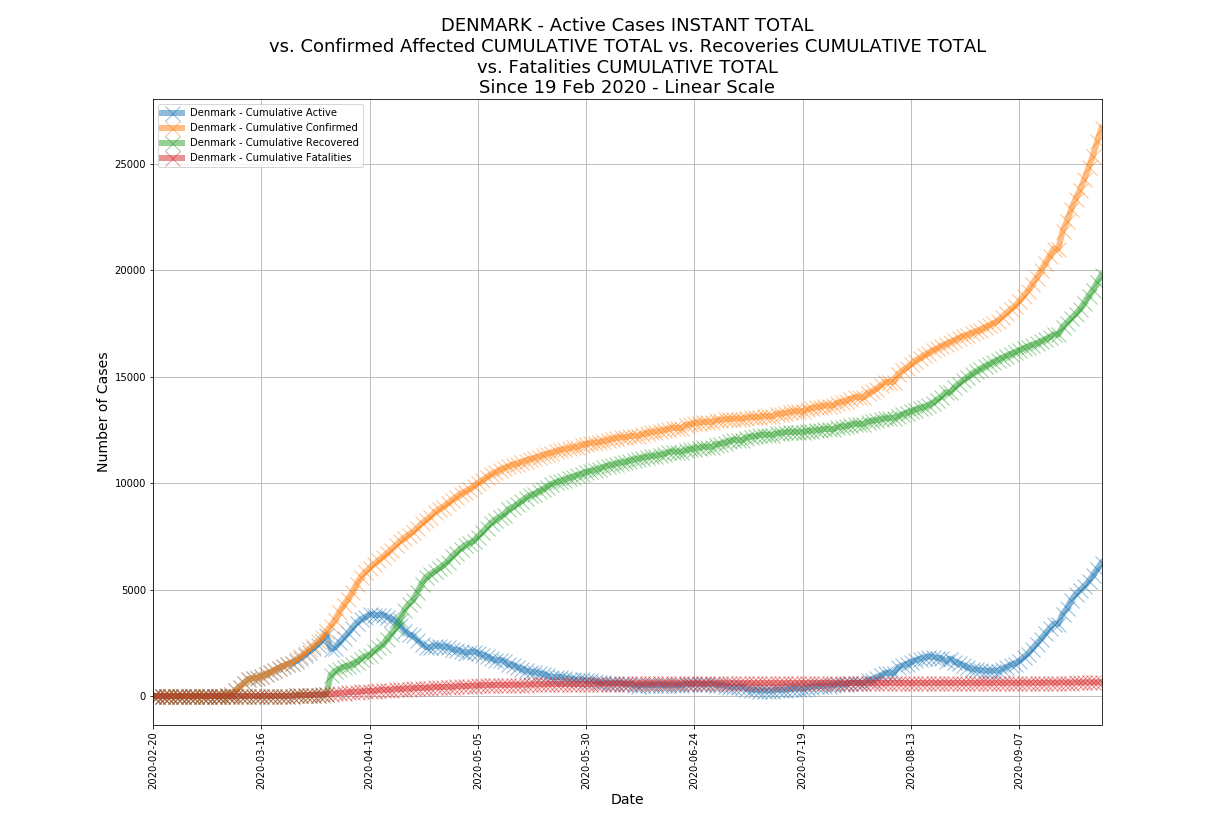 DENMARK - Active Cases INSTANT TOTAL
vs. Confirmed Affected CUMULATIVE TOTAL vs. Recoveries CUMULATIVE TOTAL
vs. Fatalities CUMULATIVE TOTAL
Since 19 Feb 2020 - Linear Scale
Denmark - Cumulative Active
Denmark - Cumulative Confirmed
Denmark - Cumulative Recovered
Denmark - Cumulative Fatalities
Number of Cases
25000
20000
15000
10000
5000
0
2020-02-20
2020-03-16
2020-04-10
2020-05-05
2020-05-30
2020-06-24
2020-07-19
2020-08-13
2020-09-07
Date